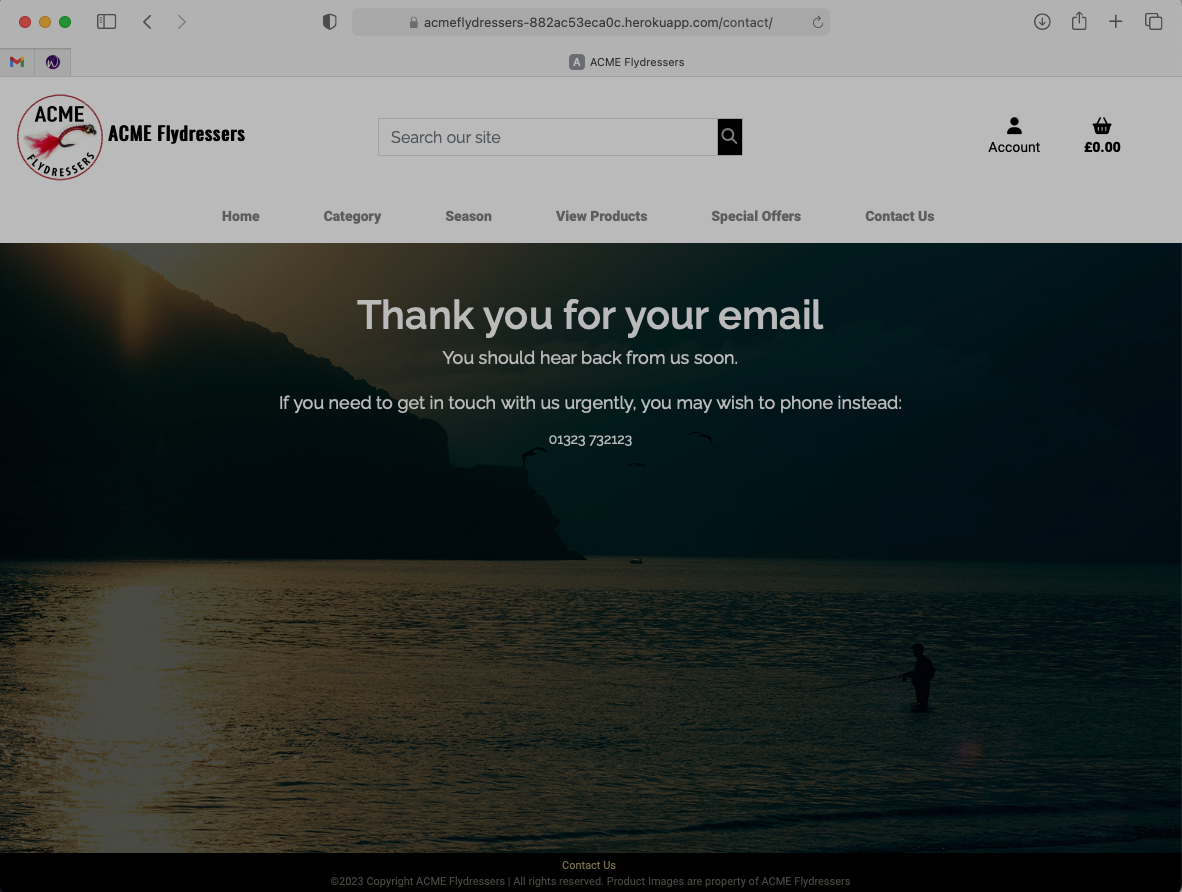 acmeflydressers-882ac53eca0c.herokuapp.com/contact/
A ACME Flydressers
ACME
FLYDRESSERS
ACME Flydressers
Search our site
Account
£0.00
Home Category Season View Products Special Offers Contact Us
Thank you for your email
You should hear back from us soon.
If you need to get in touch with us urgently, you may wish to phone instead:
01323 732123
Contact Us
©2023 Copyright ACME Flydressers | All rights reserved. Product Images are property of ACME Flydressers